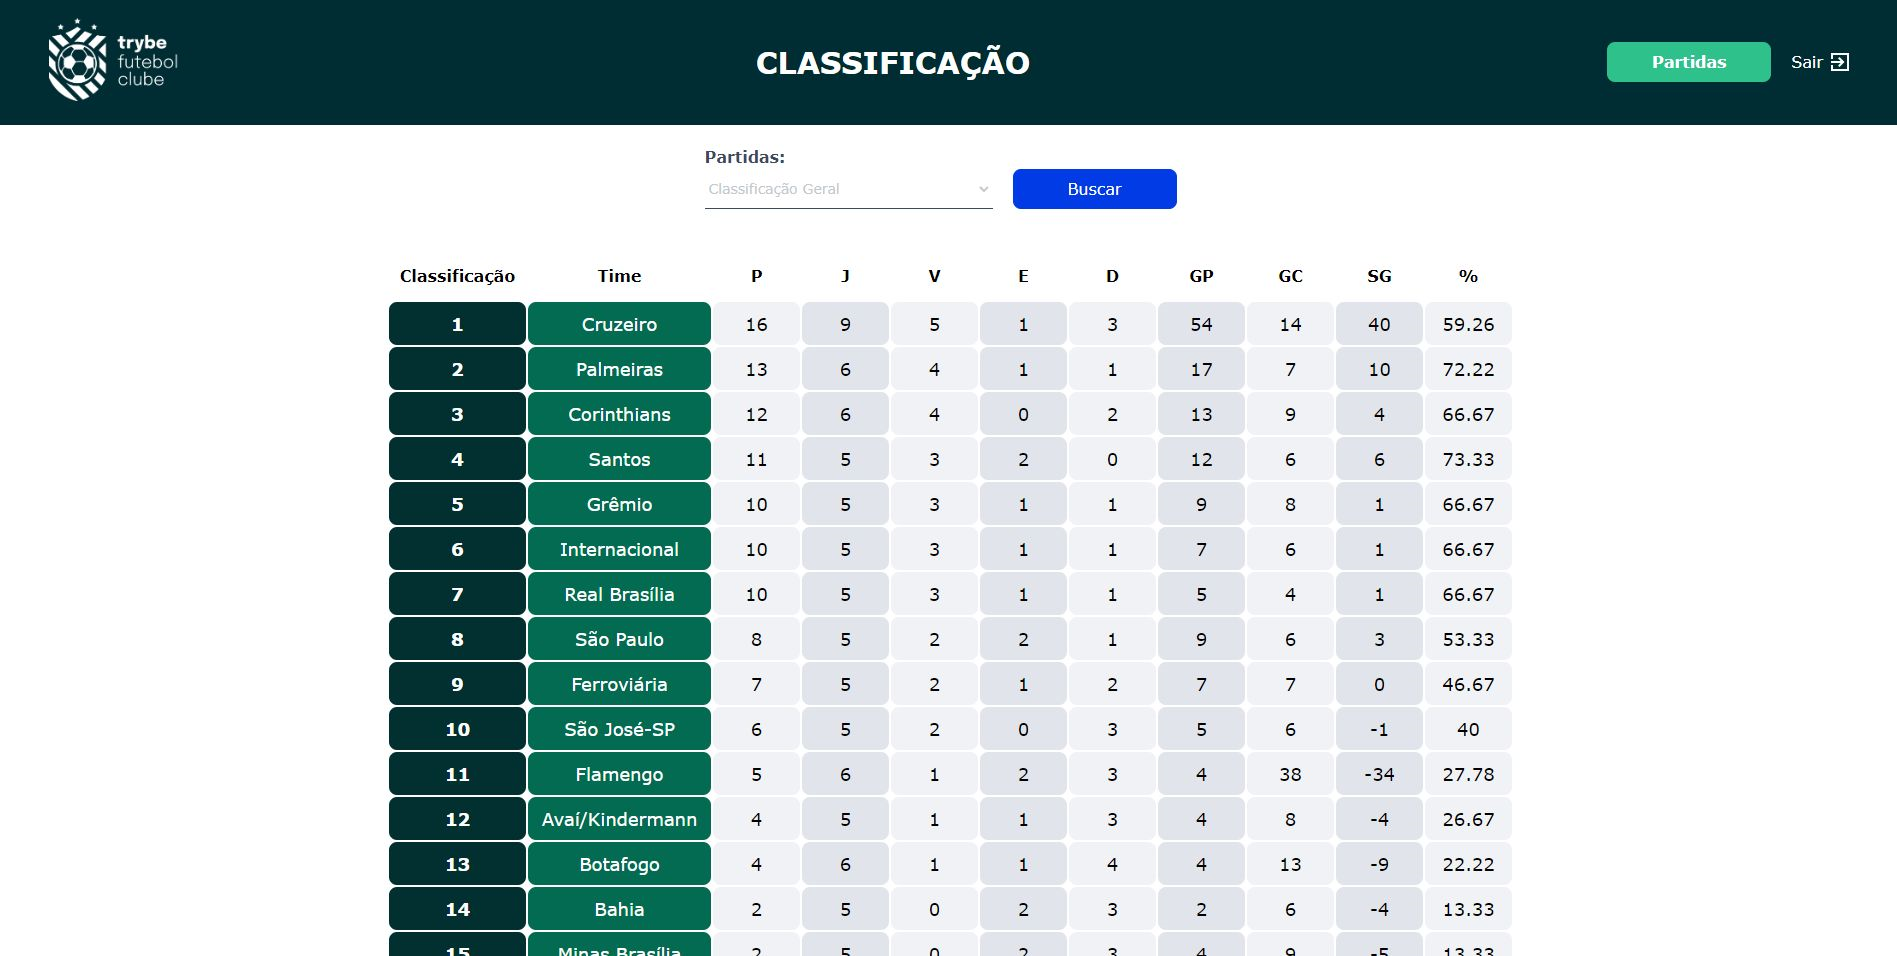 trybe
futebol
clube
CLASSIFICAÇÃO
Partidas
Sair
Partidas:
Classificação Geral
Buscar
Classificação Time P J V E D GP GC SG %
1 Cruzeiro 16 9 5 1 3 54 14 40 59.26
2 Palmeiras 13 6 4 1 1 17 7 10 72.22
3 Corinthians 12 6 4 0 2 13 9 4 66.67
4 Santos 11 5 3 2 0 12 6 6 73.33
5 Grêmio 10 5 3 1 1 9 8 1 66.67
6 Internacional 10 5 3 1 1 7 6 1 66.67
7 Real Brasília 10 5 3 1 1 5 4 1 66.67
8 São Paulo 8 5 2 2 1 9 6 3 53.33
9 Ferroviária 7 5 2 1 2 7 7 0 46.67
10 São José-SP 6 5 2 0 3 5 6 -1 40
11 Flamengo 5 6 1 2 3 4 38 -34 27.78
12 Avaí/Kindermann 4 5 1 1 3 4 8 -4 26.67
13 Botafogo 4 6 1 1 4 4 13 -9 22.22
14 Bahia 2 5 0 2 3 2 6 -4 13.33
15 Minas Brasília 2 5 0 2 3 4 9 -5 13.33